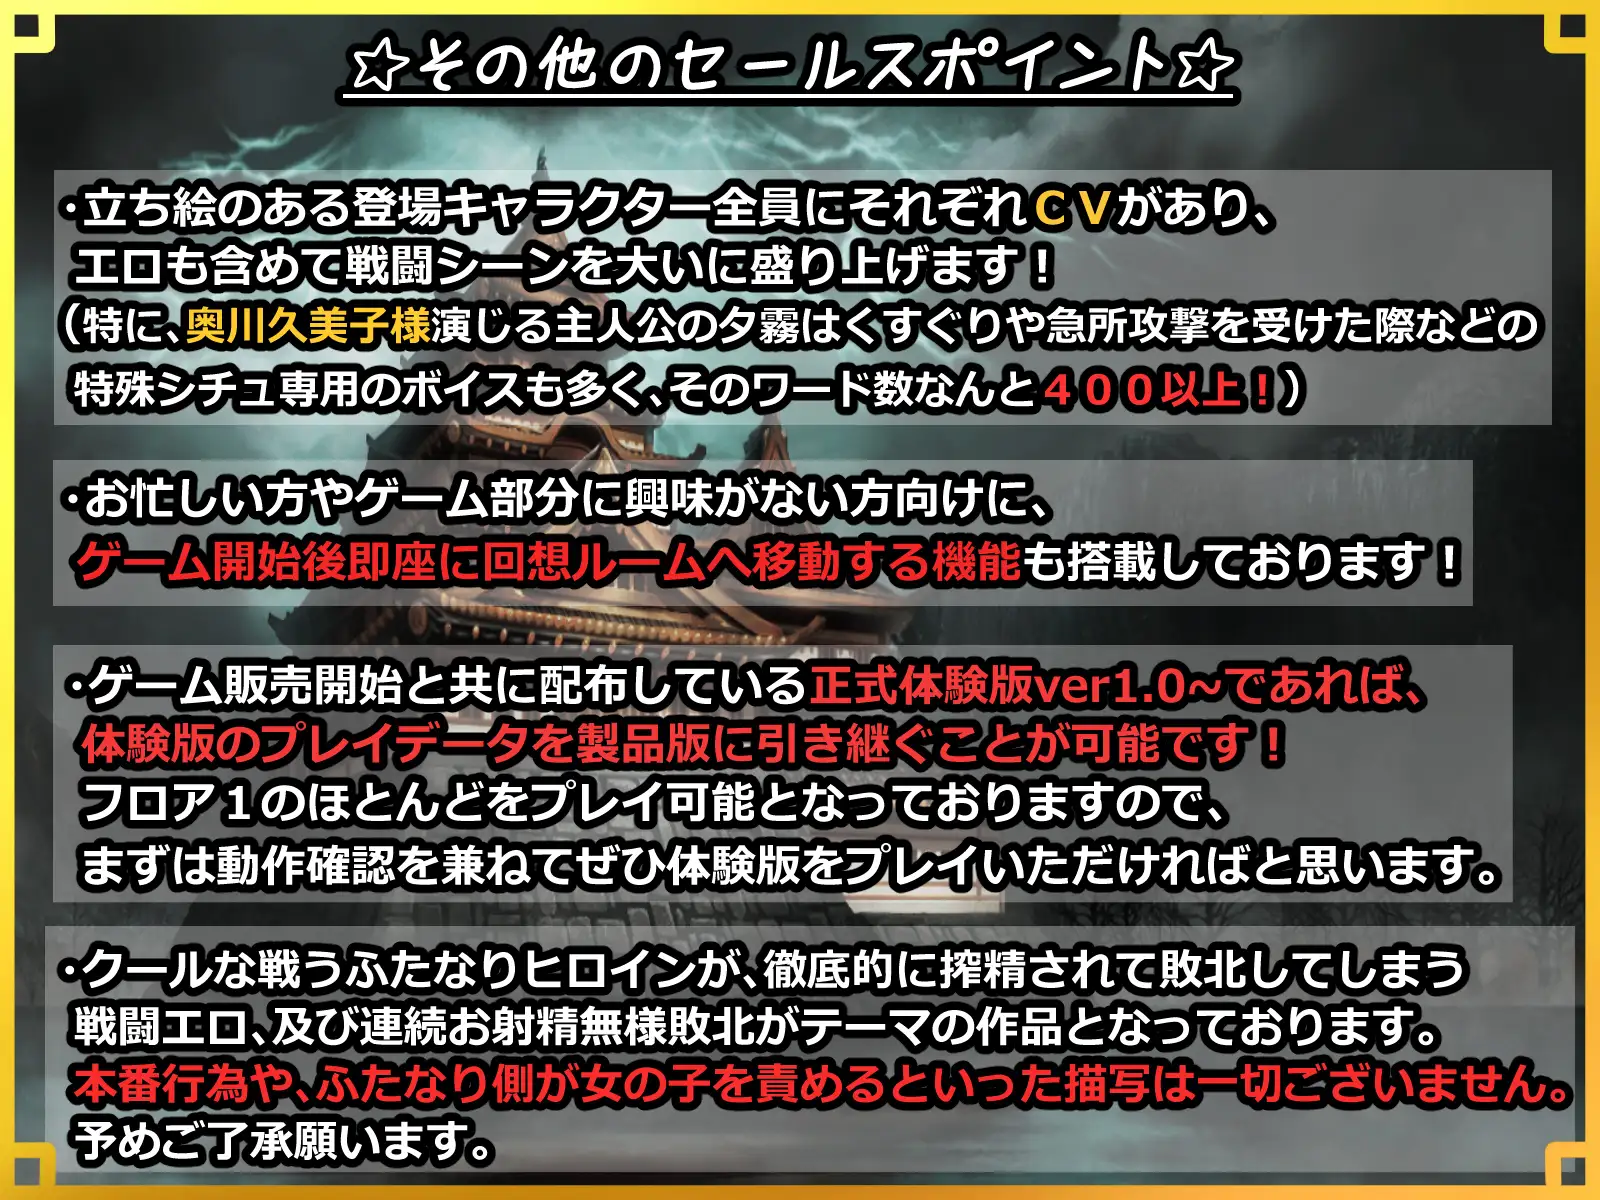 ☆その他のセールスポイント☆
・立ち絵のある登場キャラクター全員にそれぞれＣＶがあり、
エロも含めて戦闘シーンを大いに盛り上げます！
（特に、奥川久美子様演じる主人公の夕霧はくすぐりや急所攻撃を受けた際などの
特殊シチュ専用のボイスも多く、そのワード数なんと４００以上！）
・お忙しい方やゲーム部分に興味がない方向けに、
ゲーム開始後即座に回想ルームへ移動する機能も搭載しております！
・ゲーム販売開始と共に配布している正式体験版ver1.0~であれば、
体験版のプレイデータを製品版に引き継ぐことが可能です！
フロア１のほとんどをプレイ可能となっておりますので、
まずは動作確認を兼ねてぜひ体験版をプレイいただければと思います。
・クールな戦うふたなりヒロインが、徹底的に搾精されて敗北してしまう
戦闘エロ、及び連続お射精無様敗北がテーマの作品となっております。
本番行為や、ふたなり側が女の子を責めるといった描写は一切ございません。
予めご了承願います。